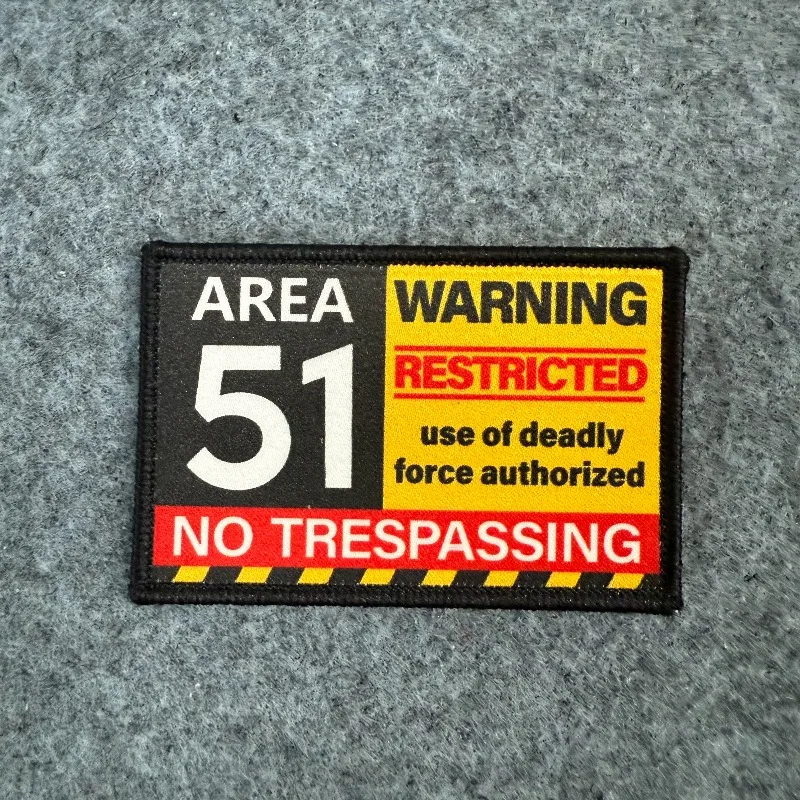 AREA
51
WARNING
RESTRICTED
use of deadly
force authorized
NO TRESPASSING